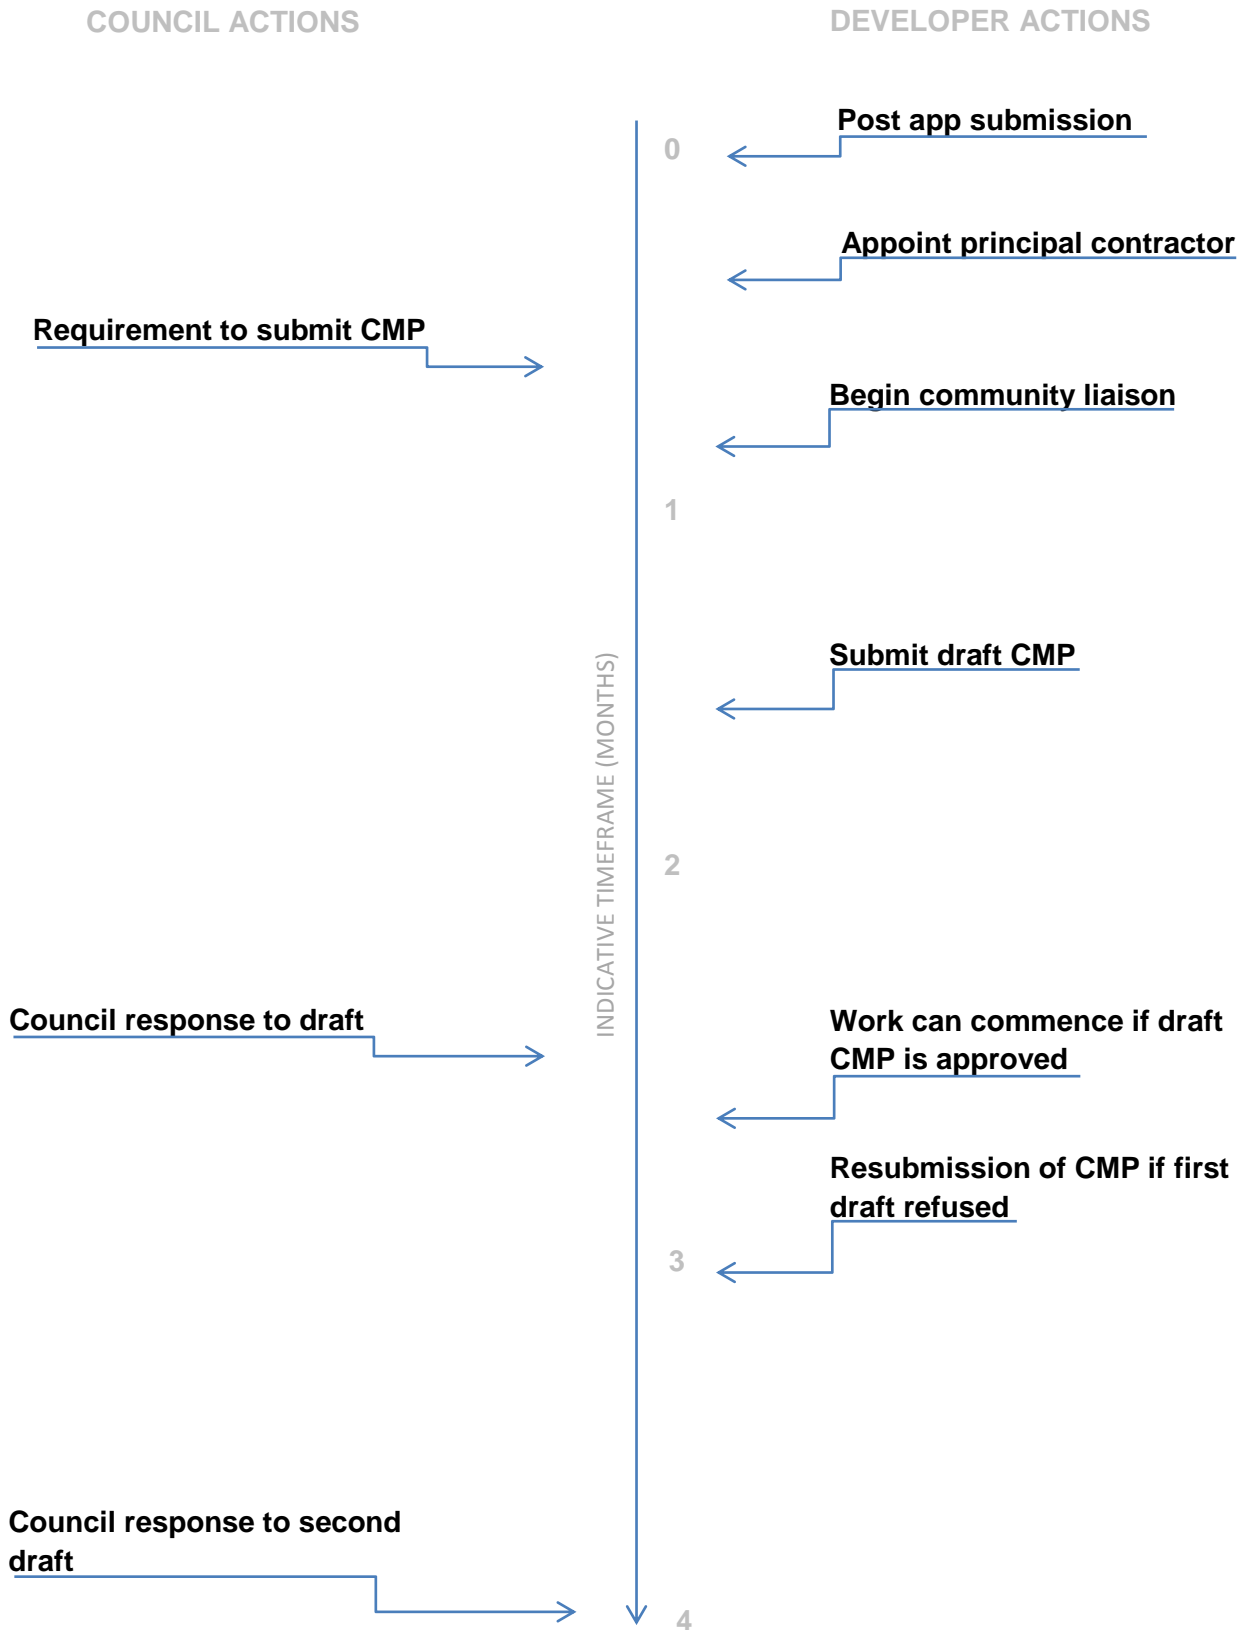 COUNCIL ACTIONS
DEVELOPER ACTIONS
Post app submission
0
Appoint principal contractor
Requirement to submit CMP
Begin community liaison
1
Submit draft CMP
INDICATIVE TIMEFRAME (MONTHS)
2
Council response to draft
Work can commence if draft
CMP is approved
Resubmission of CMP if first
draft refused
3
Council response to second
draft
4